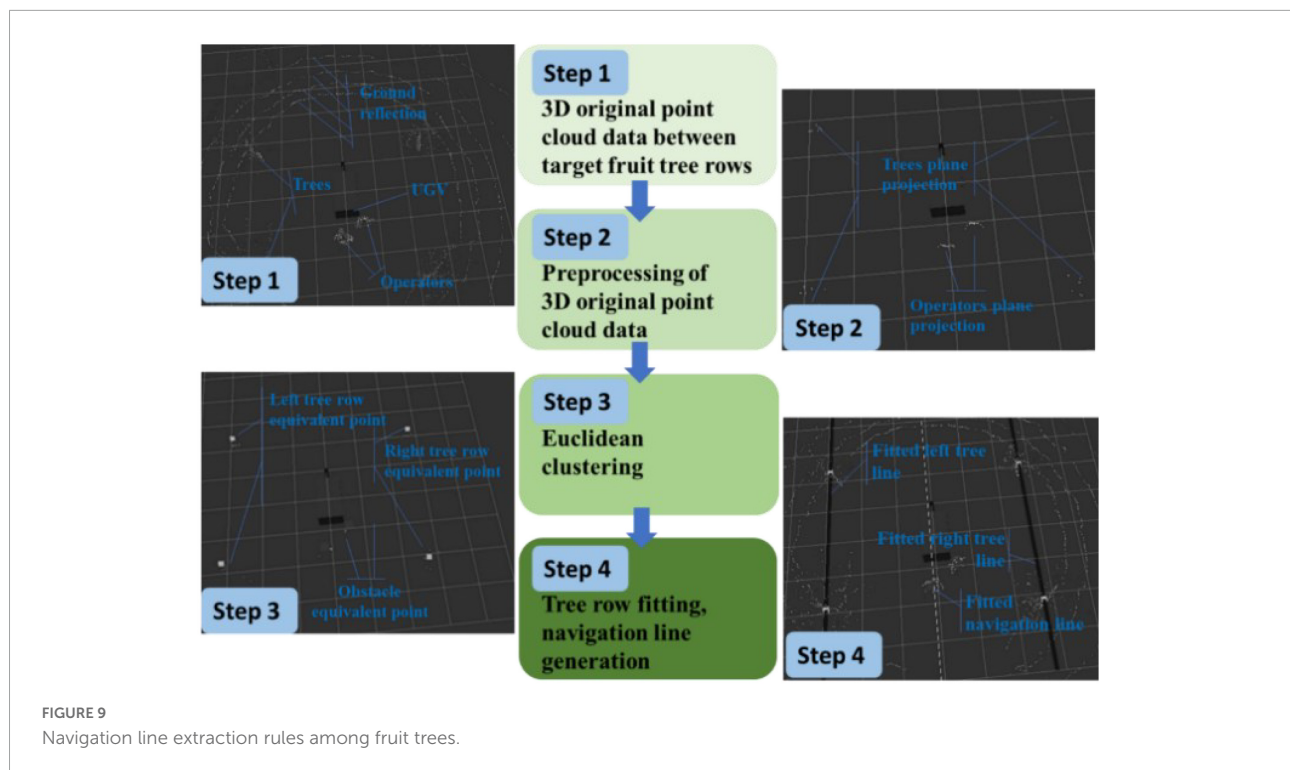 Ground
reflection
Trees
UGV
Operators
Step 1
Step 1
3D original point
cloud data between
target fruit tree rows
Step 2
Preprocessing of
3D original point
cloud data
Trees plane
projection
Operators plane
projection
Step 2
Left tree row
equivalent point
Right tree row
equivalent point
Obstacle
equivalent point
Step 3
Step 3
Euclidean
clustering
Step 4
Tree row fitting,
navigation line
generation
Fitted left tree
line
Fitted right tree
line
Fitted
navigation line
Step 4
FIGURE 9
Navigation line extraction rules among fruit trees.